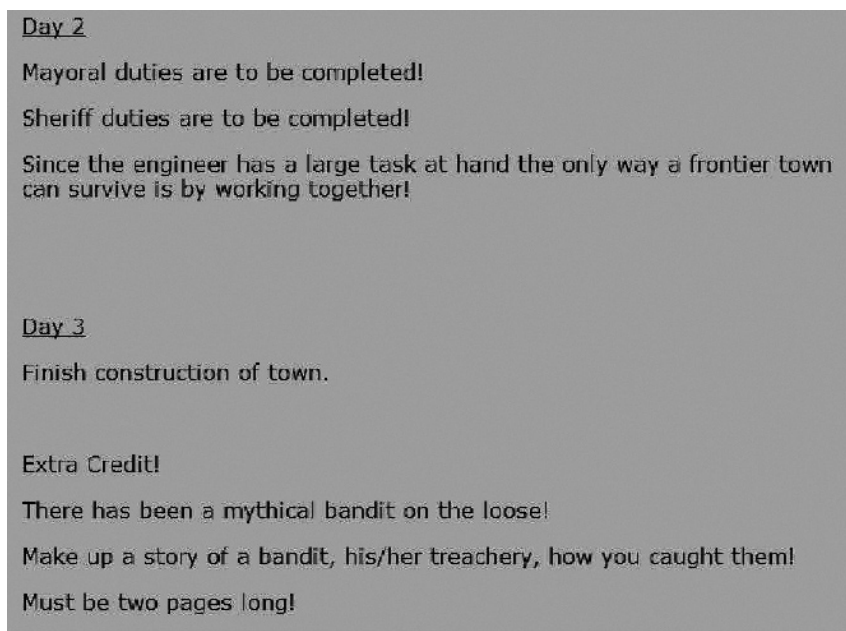 Day 2
Mayoral duties are to be completed!
Sheriff duties are to be completed!
Since the engineer has a large task at hand the only way a frontier town
can survive is by working together!
Day 3
Finish construction of town.
Extra Credit!
There has been a mythical bandit on the loose!
Make up a story of a bandit, his/her treachery, how you caught them!
Must be two pages long!